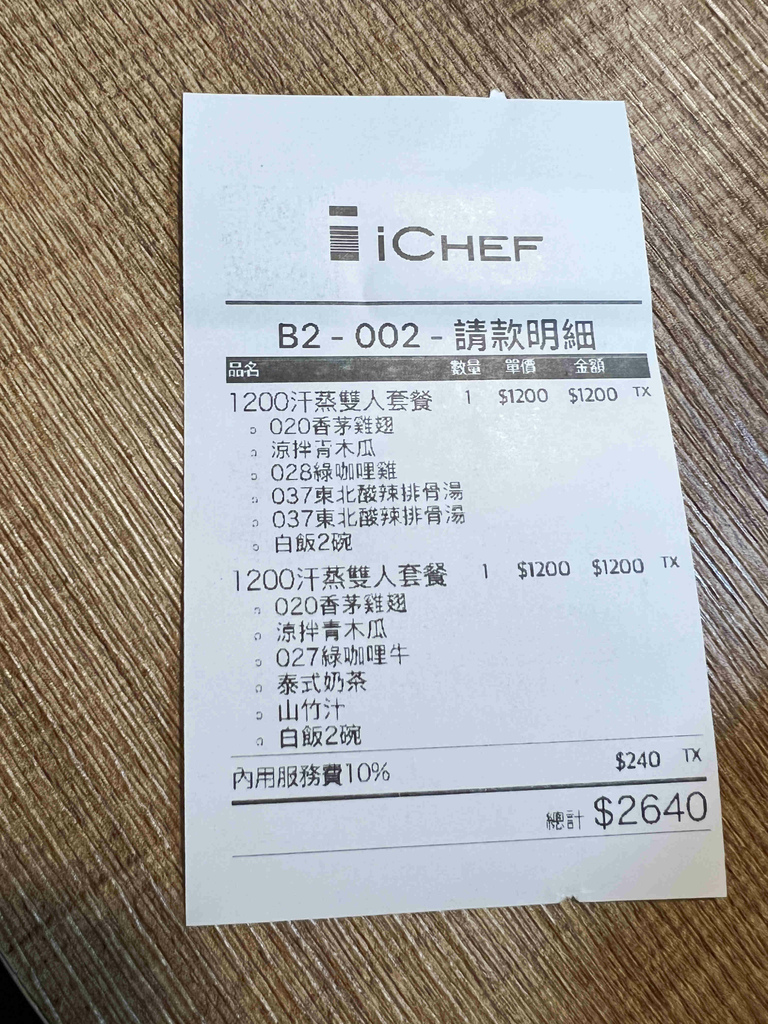 iCHEF
B2 - 002 - 請款明細
品名 數量 單價 金額
1200汗蒸雙人套餐 1 $1200 $1200 TX
020香茅雞翅
涼拌青木瓜
028綠咖哩雞
037東北酸辣排骨湯
037東北酸辣排骨湯
白飯2碗
1200汗蒸雙人套餐 1 $1200 $1200 TX
020香茅雞翅
涼拌青木瓜
027綠咖哩牛
泰式奶茶
山竹汁
白飯2碗
內用服務費10% $240 TX
總計 $2640